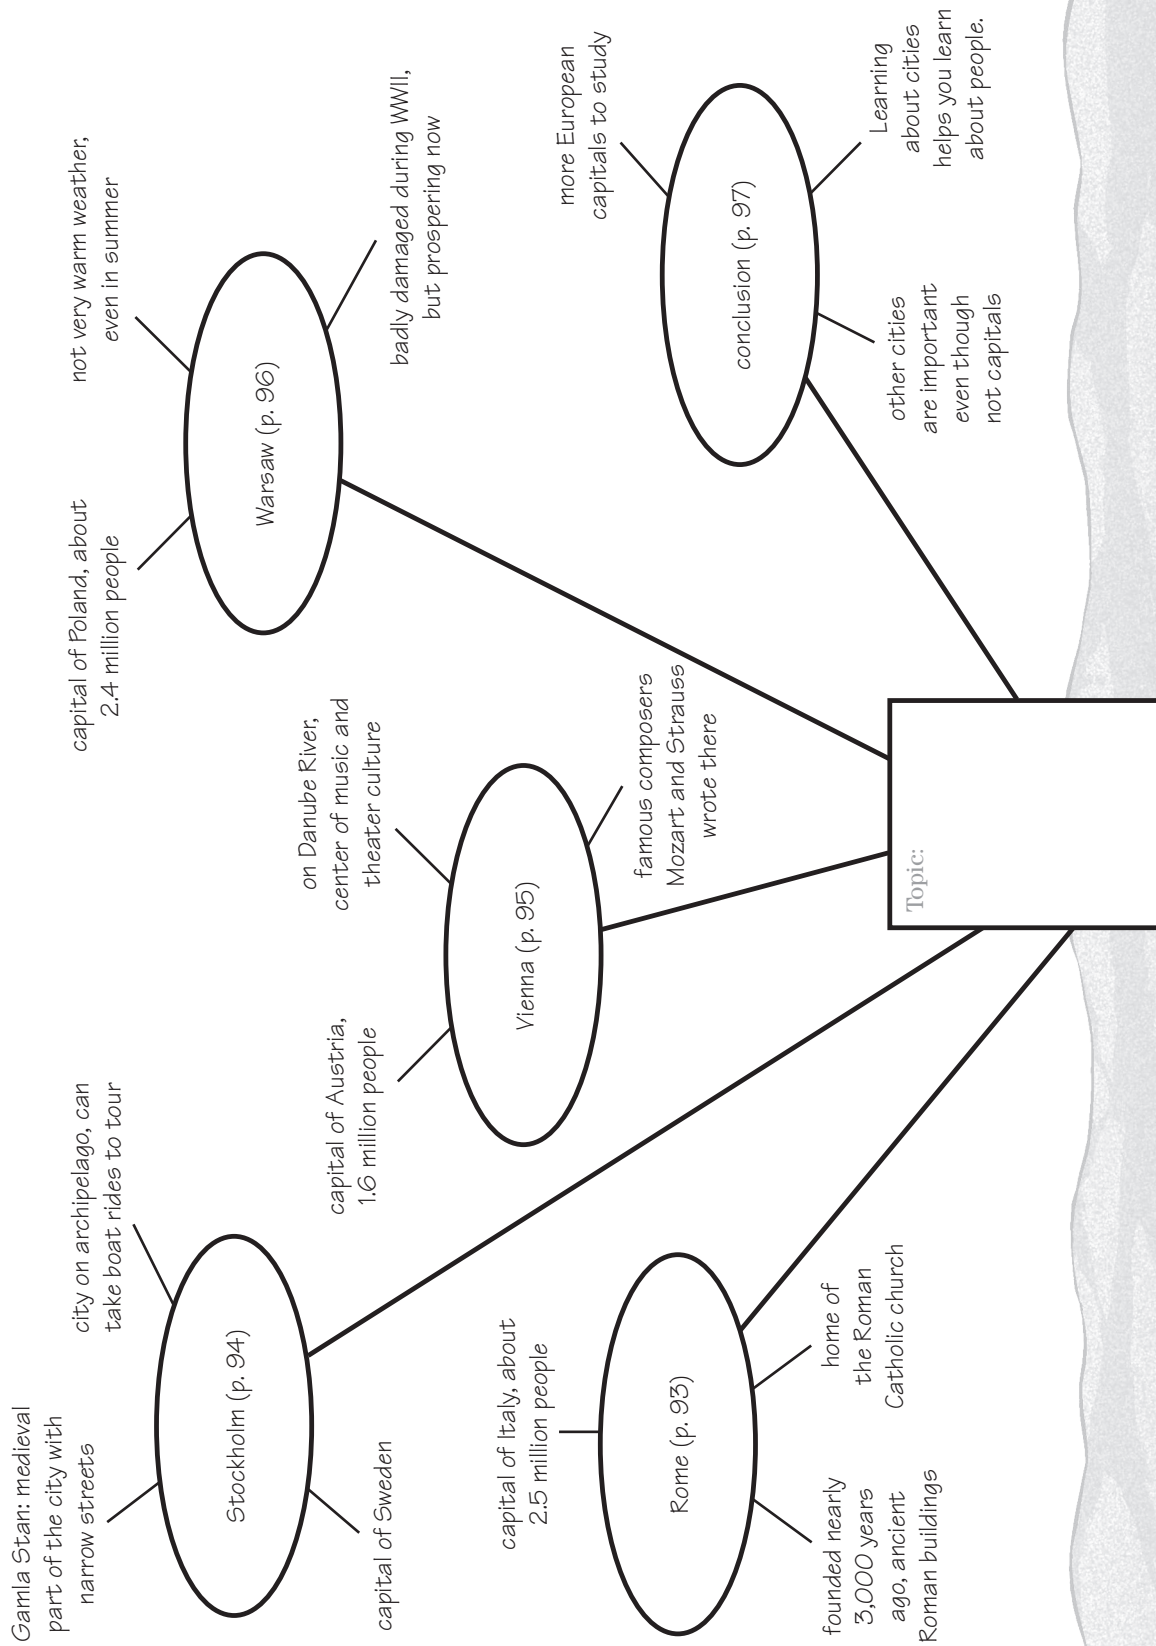 Gamla Stan: medieval
part of the city with
narrow streets
city on archipelago, can
take boat rides to tour
Stockholm (p. 94)
capital of Sweden
capital of Poland, about
2.4 million people
not very warm weather,
even in summer
Warsaw (p. 96)
badly damaged during WWII,
but prospering now
capital of Austria,
1.6 million people
on Danube River,
center of music and
theater culture
Vienna (p. 95)
famous composers
Mozart and Strauss
wrote there
capital of Italy, about
2.5 million people
Rome (p. 93)
founded nearly
3,000 years
ago, ancient
Roman buildings
home of
the Roman
Catholic church
more European
capitals to study
conclusion (p. 97)
other cities
are important
even though
not capitals
Learning
about cities
helps you learn
about people.
Topic: